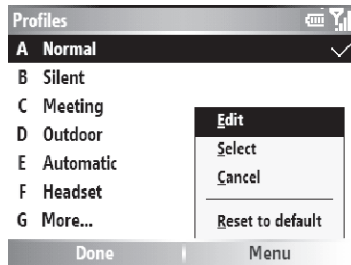 Profiles
A Normal
B Silent
C Meeting
D Outdoor
E Automatic
F Headset
G More...
Edit
Select
Cancel
Reset to default
Done Menu